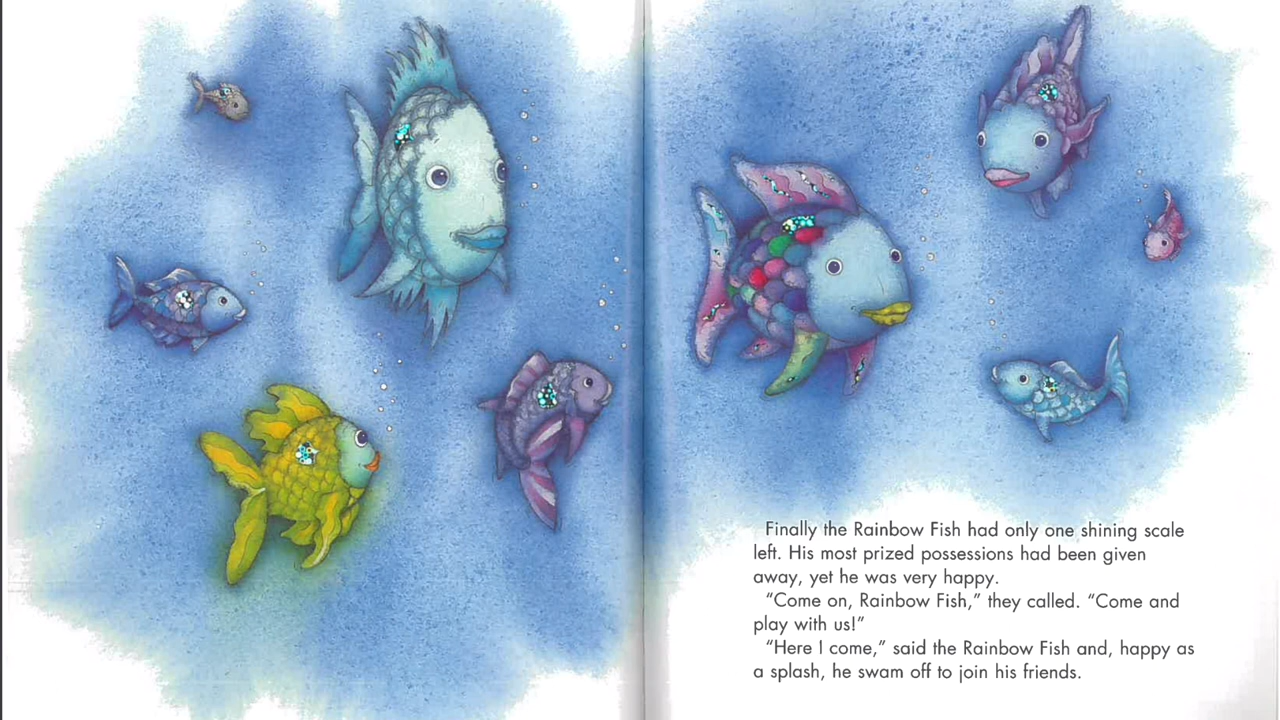 Finally the Rainbow Fish had only one shining scale
left. His most prized possessions had been given
away, yet he was very happy.
"Come on, Rainbow Fish," they called. "Come and
play with us!"
"Here I come," said the Rainbow Fish and, happy as
a splash, he swam off to join his friends.